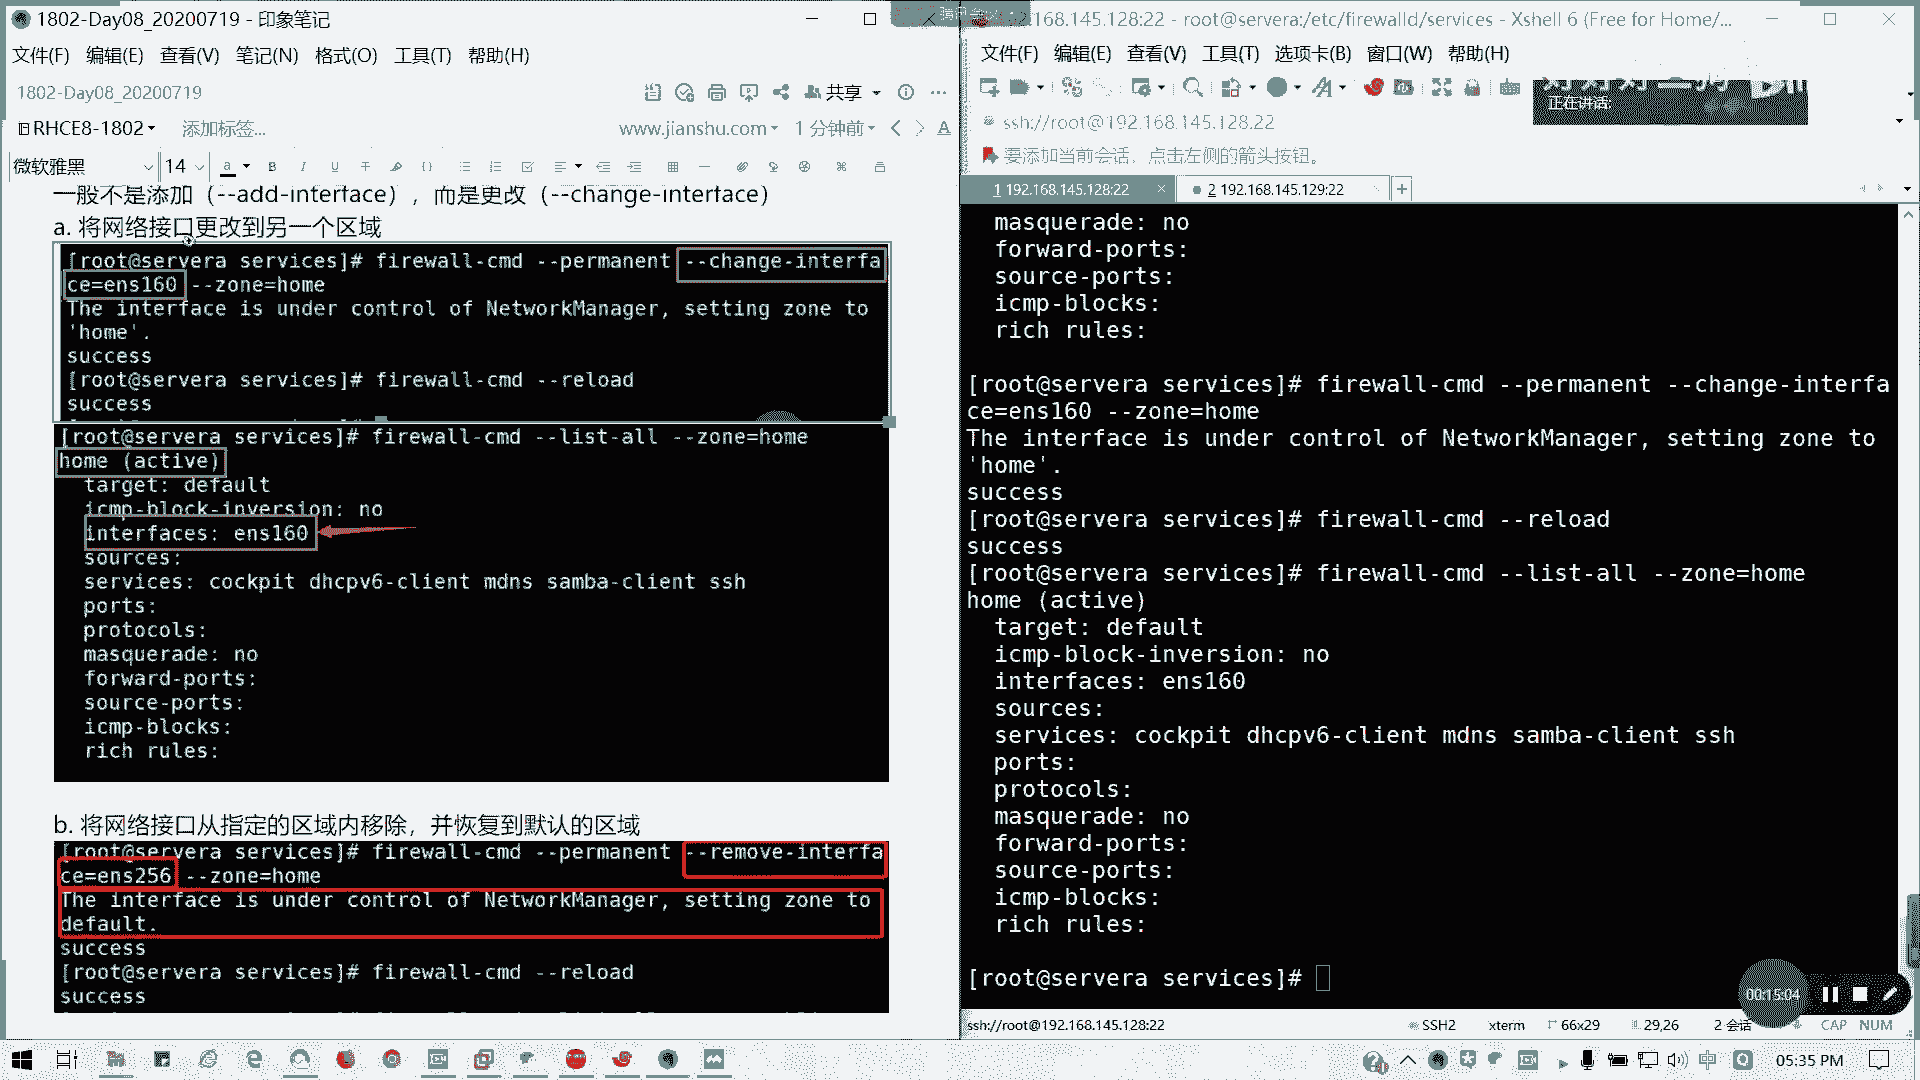 1802-Day08_20200719 - 印象笔记
文件(F) 编辑(E) 查看(V) 笔记(N) 格式(O) 工具(T) 帮助(H)
1802-Day08_20200719
共享
RHCE8-1802
添加标签...
www.jianshu.com
1 分钟前
微软雅黑
14
一般不是添加（--add-interface），而是更改（--change-interface）
a. 将网络接口更改到另一个区域
[root@servera services]# firewall-cmd --permanent --change-interfa
ce=ens160 --zone=home
The interface is under control of NetworkManager, setting zone to
'home'.
success
[root@servera services]# firewall-cmd --reload
success
[root@servera services]# firewall-cmd --list-all --zone=home
home (active)
target: default
icmp-block-inversion: no
interfaces: ens160
sources:
services: cockpit dhcpv6-client mdns samba-client ssh
ports:
protocols:
masquerade: no
forward-ports:
source-ports:
icmp-blocks:
rich rules:
b. 将网络接口从指定的区域内移除，并恢复到默认的区域
[root@servera services]# firewall-cmd --permanent --remove-interfa
ce=ens256 --zone=home
The interface is under control of NetworkManager, setting zone to
default.
success
[root@servera services]# firewall-cmd --reload
success
2.168.145.128:22 - root@servera:/etc/firewalld/services - Xshell 6 (Free for Home/...
文件(F) 编辑(E) 查看(V) 工具(T) 选项卡(B) 窗口(W) 帮助(H)
正在讲话:
ssh://root@192.168.145.128:22
要添加当前会话，点击左侧的箭头按钮。
1 192.168.145.128:22
2 192.168.145.129:22
masquerade: no
forward-ports:
source-ports:
icmp-blocks:
rich rules:
[root@servera services]# firewall-cmd --permanent --change-interfa
ce=ens160 --zone=home
The interface is under control of NetworkManager, setting zone to
'home'.
success
[root@servera services]# firewall-cmd --reload
success
[root@servera services]# firewall-cmd --list-all --zone=home
home (active)
target: default
icmp-block-inversion: no
interfaces: ens160
sources:
services: cockpit dhcpv6-client mdns samba-client ssh
ports:
protocols:
masquerade: no
forward-ports:
source-ports:
icmp-blocks:
rich rules:
[root@servera services]#
00:15:04
ssh://root@192.168.145.128:22
SSH2
xterm
66x29
29,26
2 会话
CAP NUM
中
05:35 PM